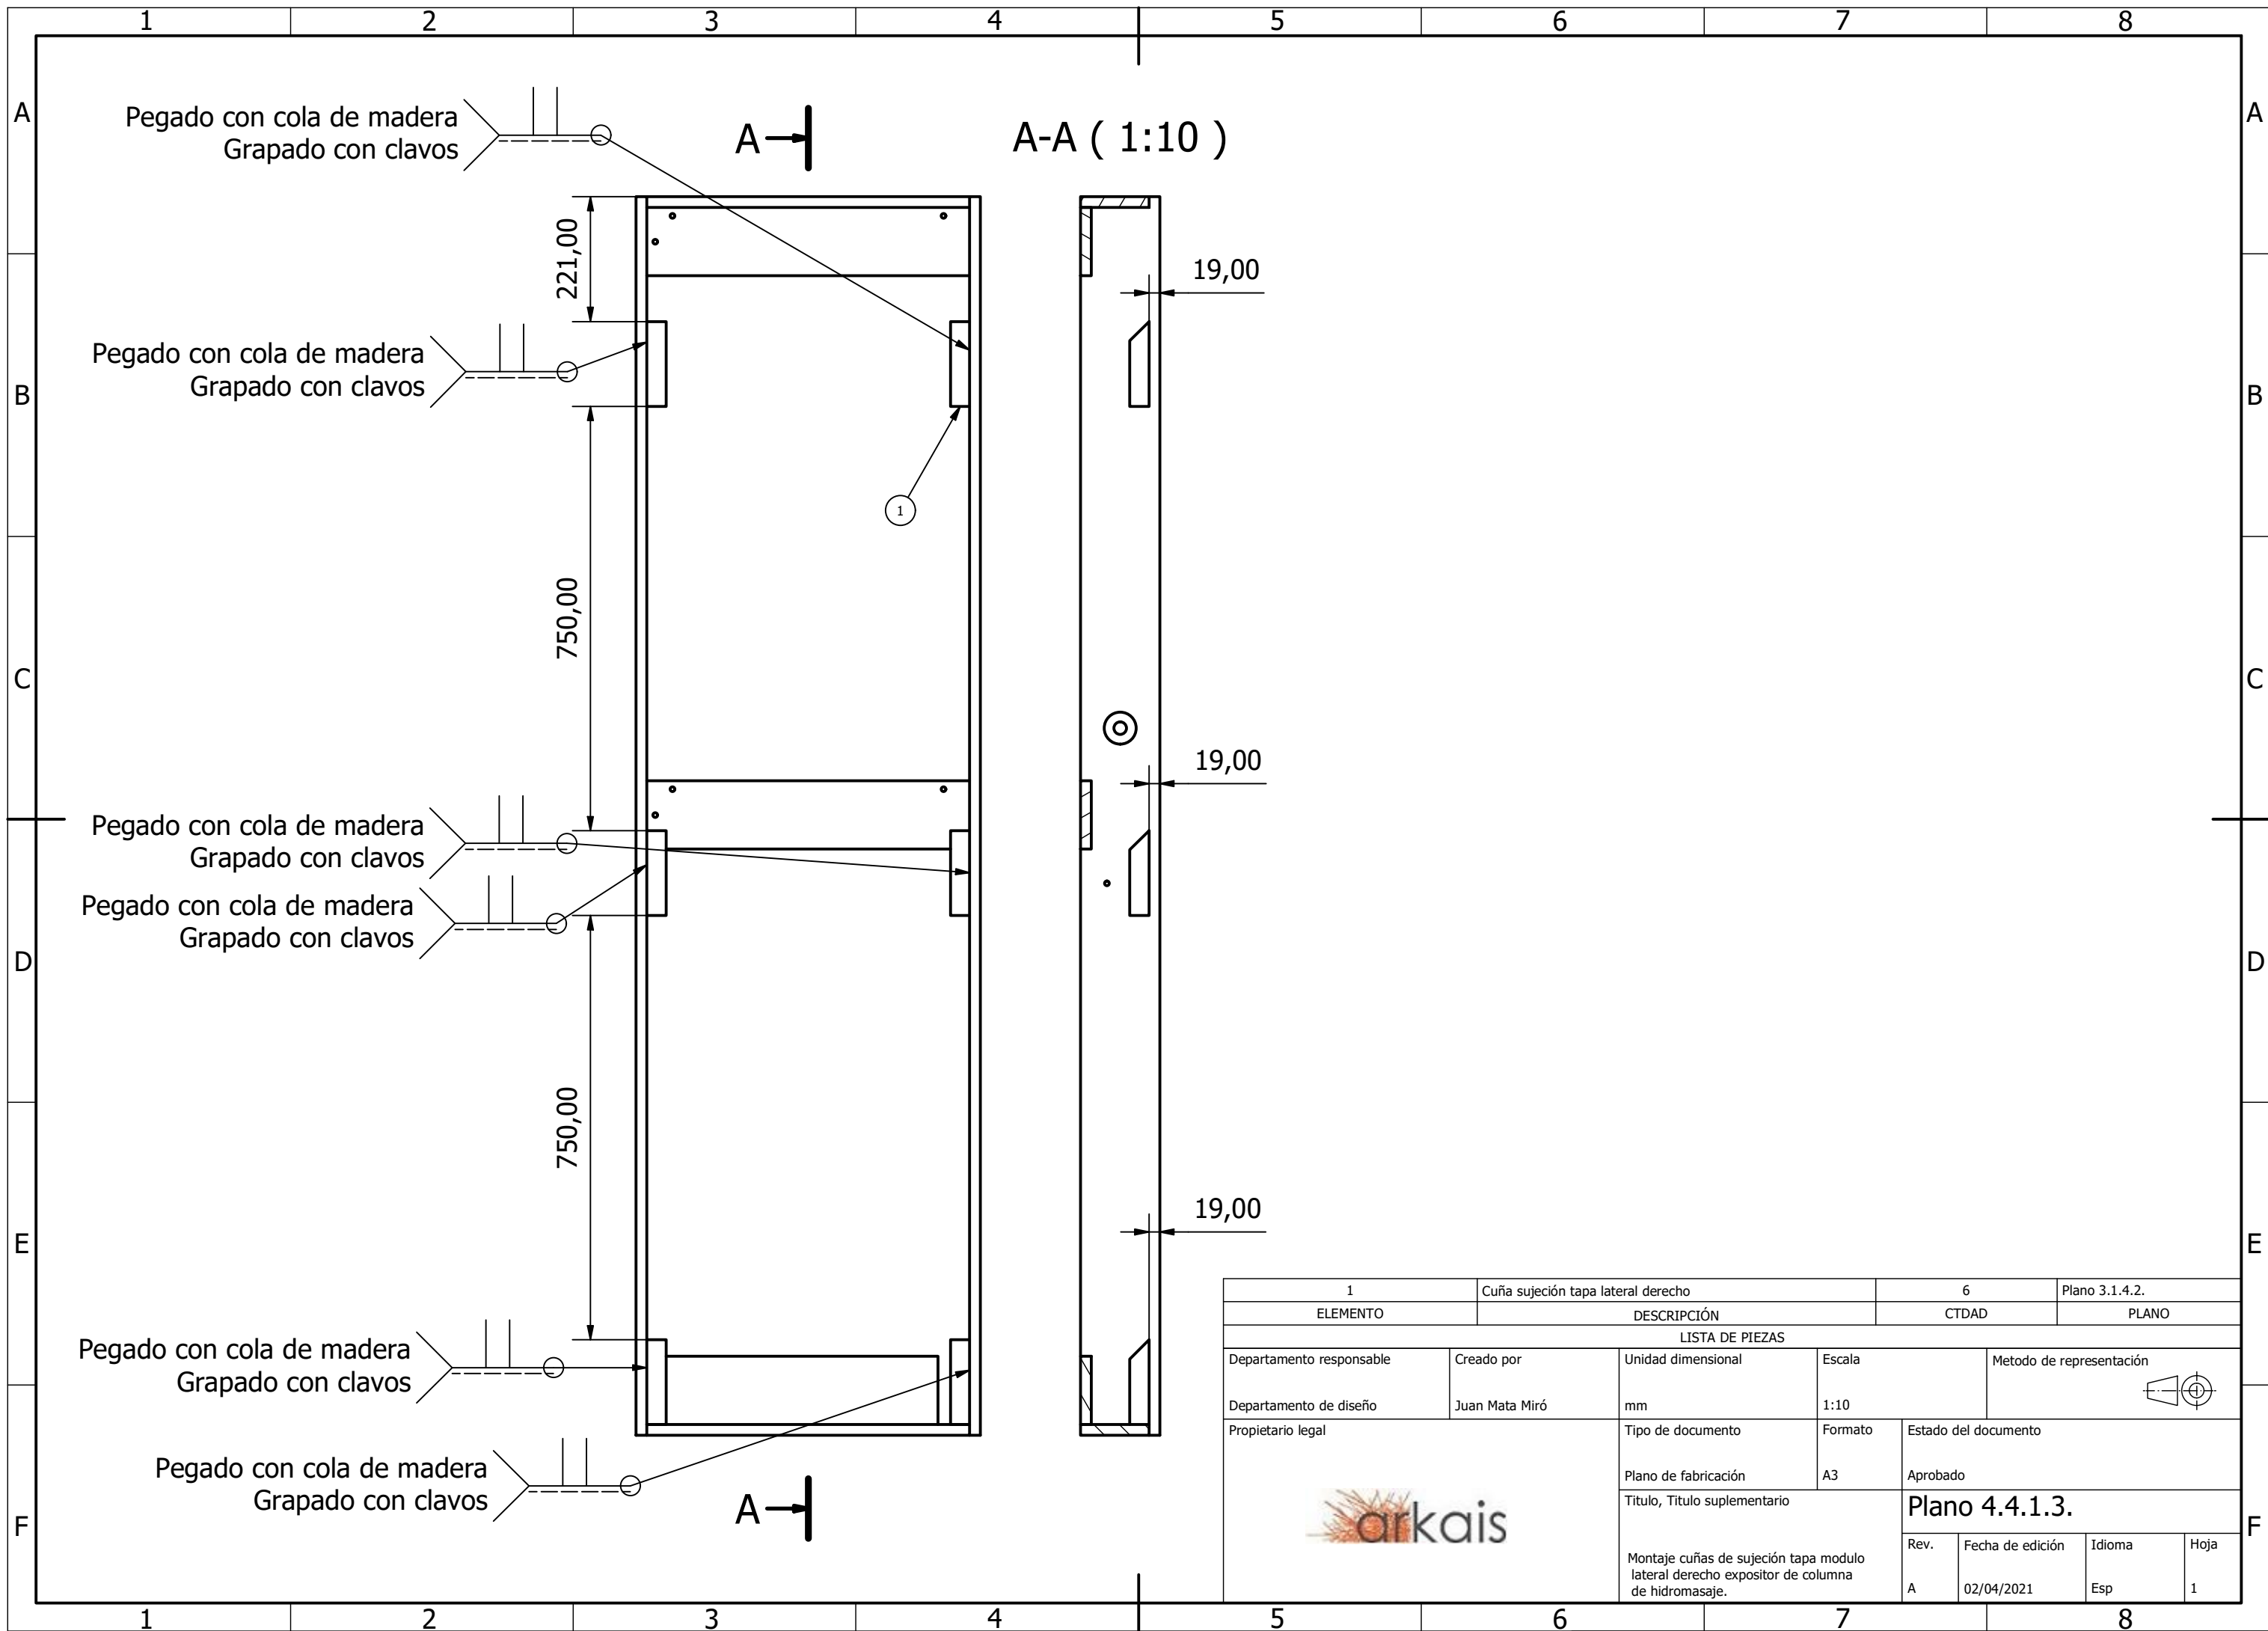 1 2 3 4 5 6 7 8
A A
B B
C C
D D
E E
F F
Pegado con cola de madera
Grapado con clavos
A
A-A ( 1:10 )
221,00
19,00
Pegado con cola de madera
Grapado con clavos
1
750,00
19,00
Pegado con cola de madera
Grapado con clavos
Pegado con cola de madera
Grapado con clavos
750,00
19,00
Pegado con cola de madera
Grapado con clavos
Pegado con cola de madera
Grapado con clavos
A
1 Cuña sujeción tapa lateral derecho 6 Plano 3.1.4.2.
ELEMENTO DESCRIPCIÓN CTDAD PLANO
LISTA DE PIEZAS
Departamento responsable Creado por Unidad dimensional Escala Metodo de representación
Departamento de diseño Juan Mata Miró mm 1:10
Propietario legal Tipo de documento Formato Estado del documento
Plano de fabricación A3 Aprobado
arkais
Titulo, Titulo suplementario Plano 4.4.1.3.
Montaje cuñas de sujeción tapa modulo
lateral derecho expositor de columna
de hidromasaje.
Rev. Fecha de edición Idioma Hoja
A 02/04/2021 Esp 1
1 2 3 4 5 6 7 8